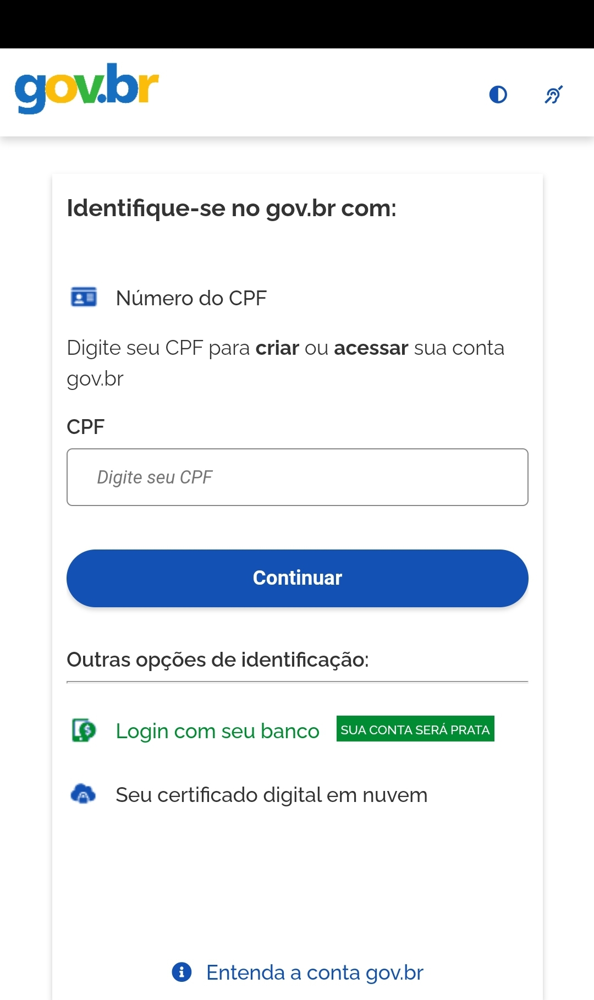 gov.br
Identifique-se no gov.br com:
Número do CPF
Digite seu CPF para criar ou acessar sua conta
gov.br
CPF
Digite seu CPF
Continuar
Outras opções de identificação:
Login com seu banco SUA CONTA SERÁ PRATA
Seu certificado digital em nuvem
Entenda a conta gov.br